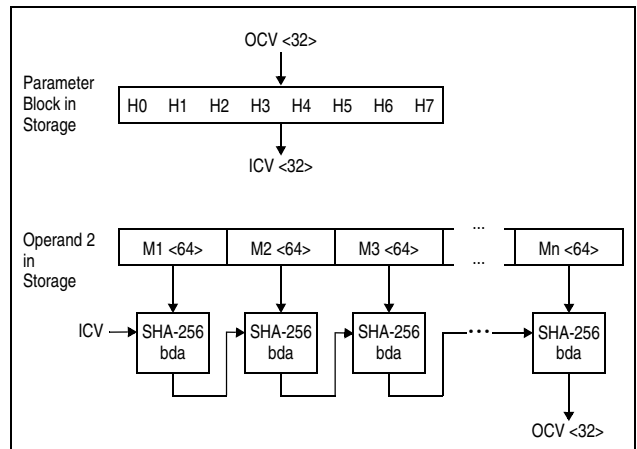 OCV <32>
Parameter
Block in
Storage
H0 H1 H2 H3 H4 H5 H6 H7
ICV <32>
Operand 2
in
Storage
M1 <64> M2 <64> M3 <64> ... ... Mn <64>
ICV
SHA-256
bda
SHA-256
bda
SHA-256
bda
...
SHA-256
bda
OCV <32>